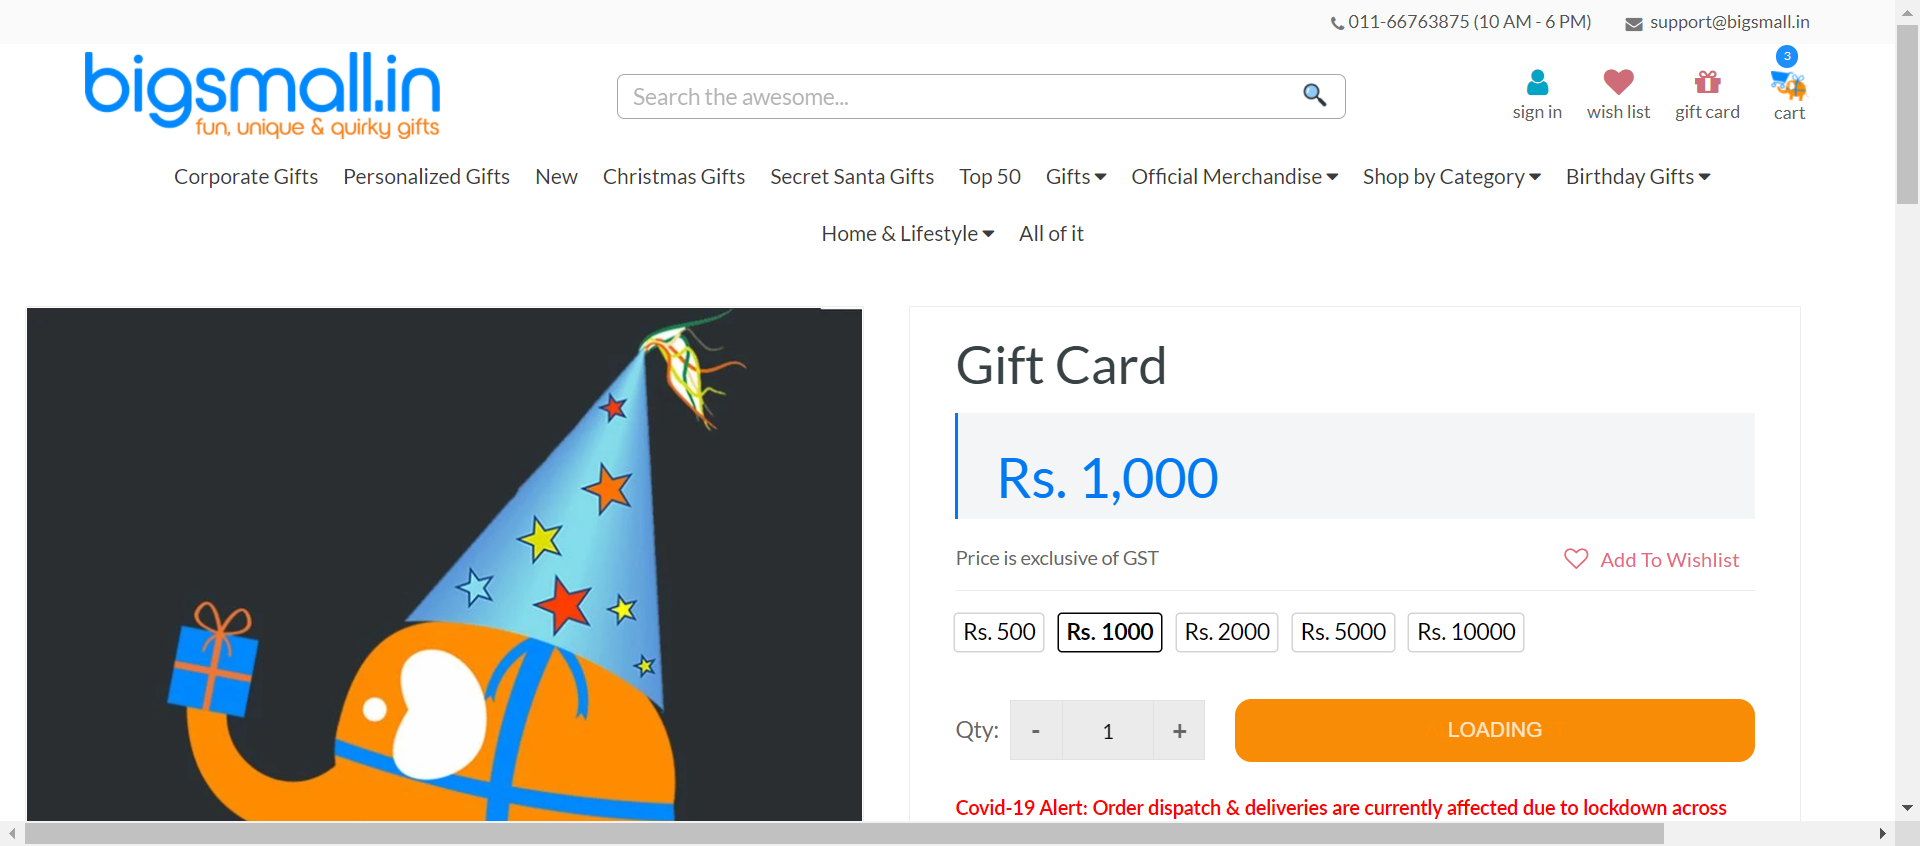 011-66763875 (10 AM - 6 PM) support@bigsmall.in
bigsmall.in
fun, unique & quirky gifts
Search the awesome...
sign in
wish list
gift card
3
cart
Corporate Gifts Personalized Gifts New Christmas Gifts Secret Santa Gifts Top 50 Gifts Official Merchandise Shop by Category Birthday Gifts
Home & Lifestyle All of it
Gift Card
Rs. 1,000
Price is exclusive of GST
Add To Wishlist
Rs. 500 Rs. 1000 Rs. 2000 Rs. 5000 Rs. 10000
Qty: - 1 +
LOADING
Covid-19 Alert: Order dispatch & deliveries are currently affected due to lockdown across